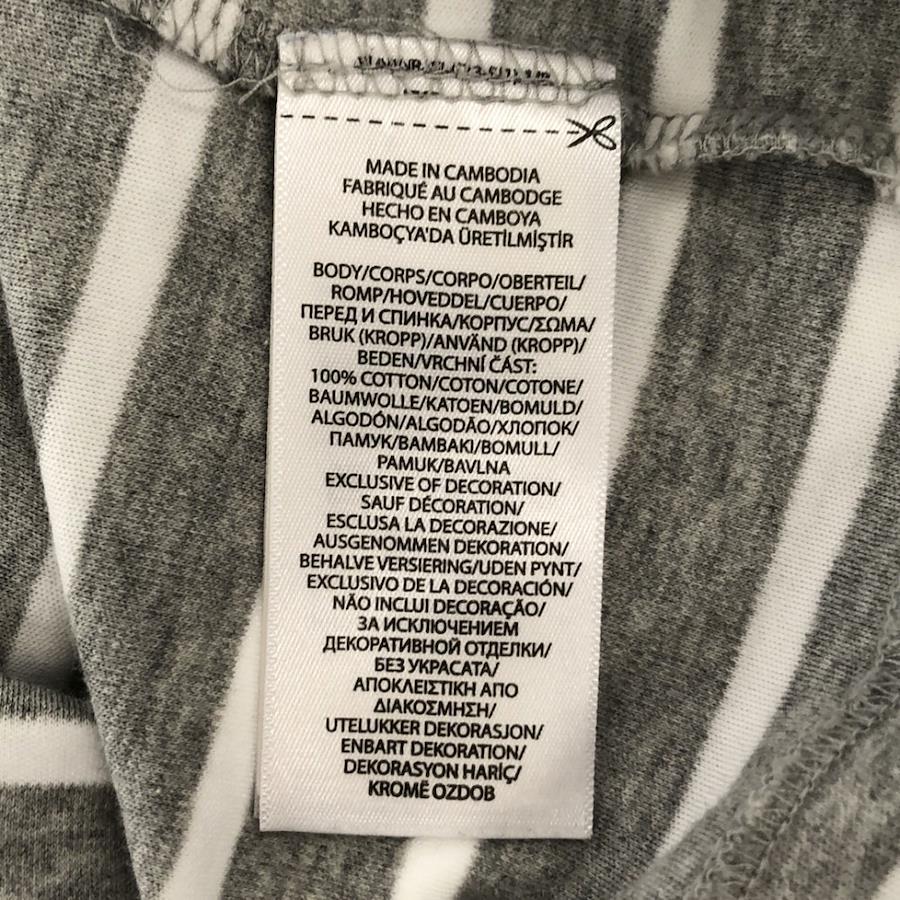 MADE IN CAMBODIA
FABRIQUÉ AU CAMBODGE
HECHO EN CAMBOYA
KAMBOÇYA'DA ÜRETİLMİŞTİR
BODY/CORPS/CORPO/OBERTEIL/
ROMP/HOVEDDEL/CUERPO/
ПЕРЕД И СПИНКА/КОРПУС/ΣΩΜΑ/
BRUK (KROPP)/ANVÄND (KROPP)/
BEDEN/VRCHNÍ ČÁST:
100% COTTON/COTON/COTONE/
BAUMWOLLE/KATOEN/BOMULD/
ALGODÓN/ALGODÃO/ХЛОПОК/
ПАМУК/ΒΑΜΒΑΚΙ/BOMULL/
PAMUK/BAVLNA
EXCLUSIVE OF DECORATION/
SAUF DÉCORATION/
ESCLUSA LA DECORAZIONE/
AUSGENOMMEN DEKORATION/
BEHALVE VERSIERING/UDEN PYNT/
EXCLUSIVO DE LA DECORACIÓN/
NÃO INCLUI DECORAÇÃO/
ЗА ИСКЛЮЧЕНИЕМ
ДЕКОРАТИВНОЙ ОТДЕЛКИ/
БЕЗ УКРАСАТА/
ΑΠΟΚΛΕΙΣΤΙΚΗ ΑΠΟ
ΔΙΑΚΟΣΜΗΣΗ/
UTELUKKER DEKORASJON/
ENBART DEKORATION/
DEKORASYON HARİÇ/
KROMĚ OZDOB